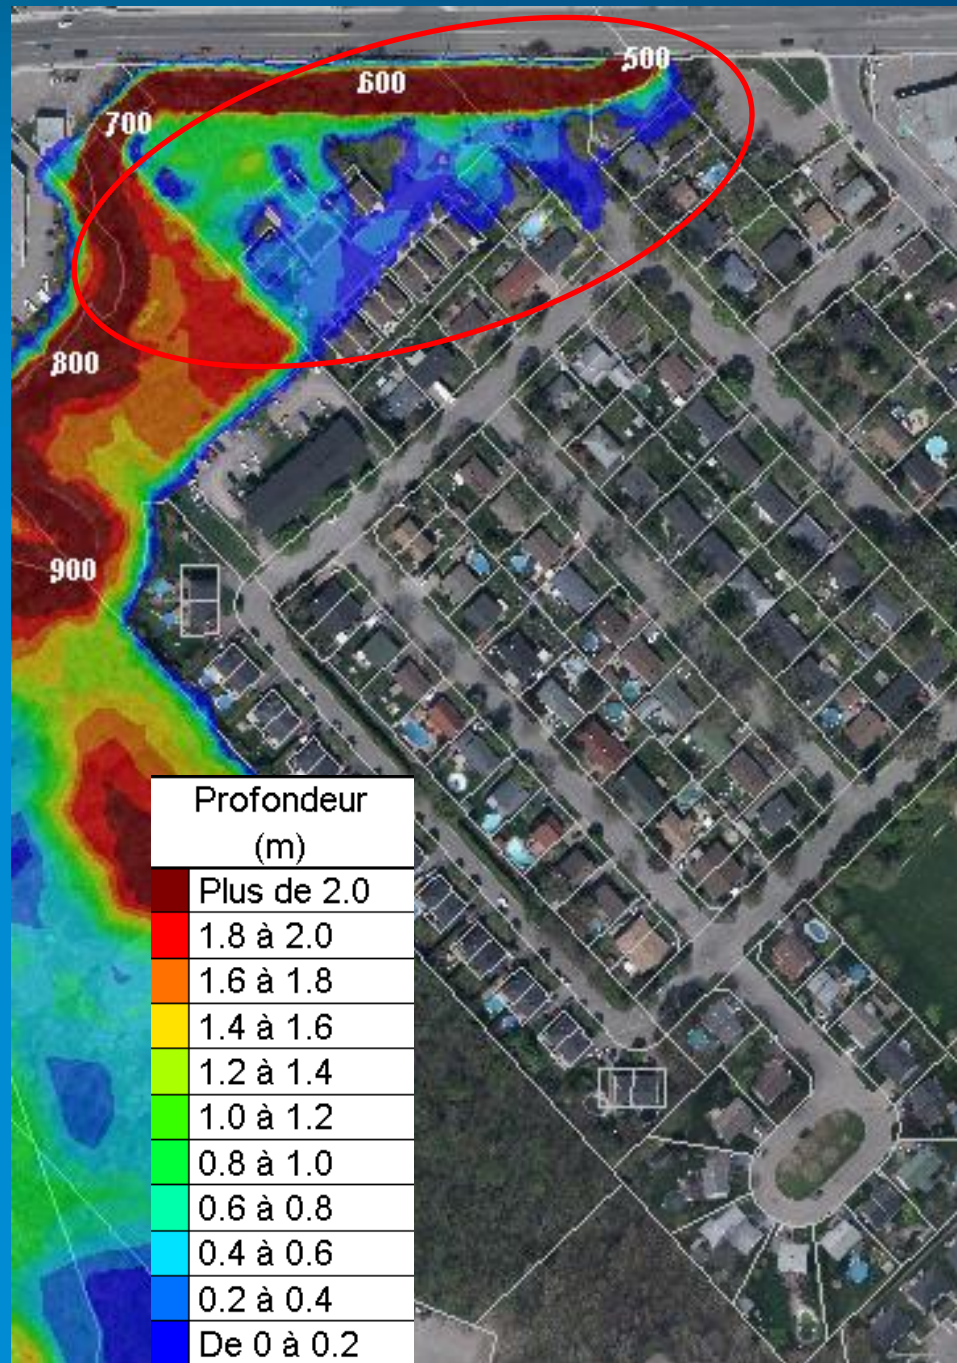 500
600
700
800
900
Profondeur
(m)
Plus de 2.0
1.8 à 2.0
1.6 à 1.8
1.4 à 1.6
1.2 à 1.4
1.0 à 1.2
0.8 à 1.0
0.6 à 0.8
0.4 à 0.6
0.2 à 0.4
De 0 à 0.2